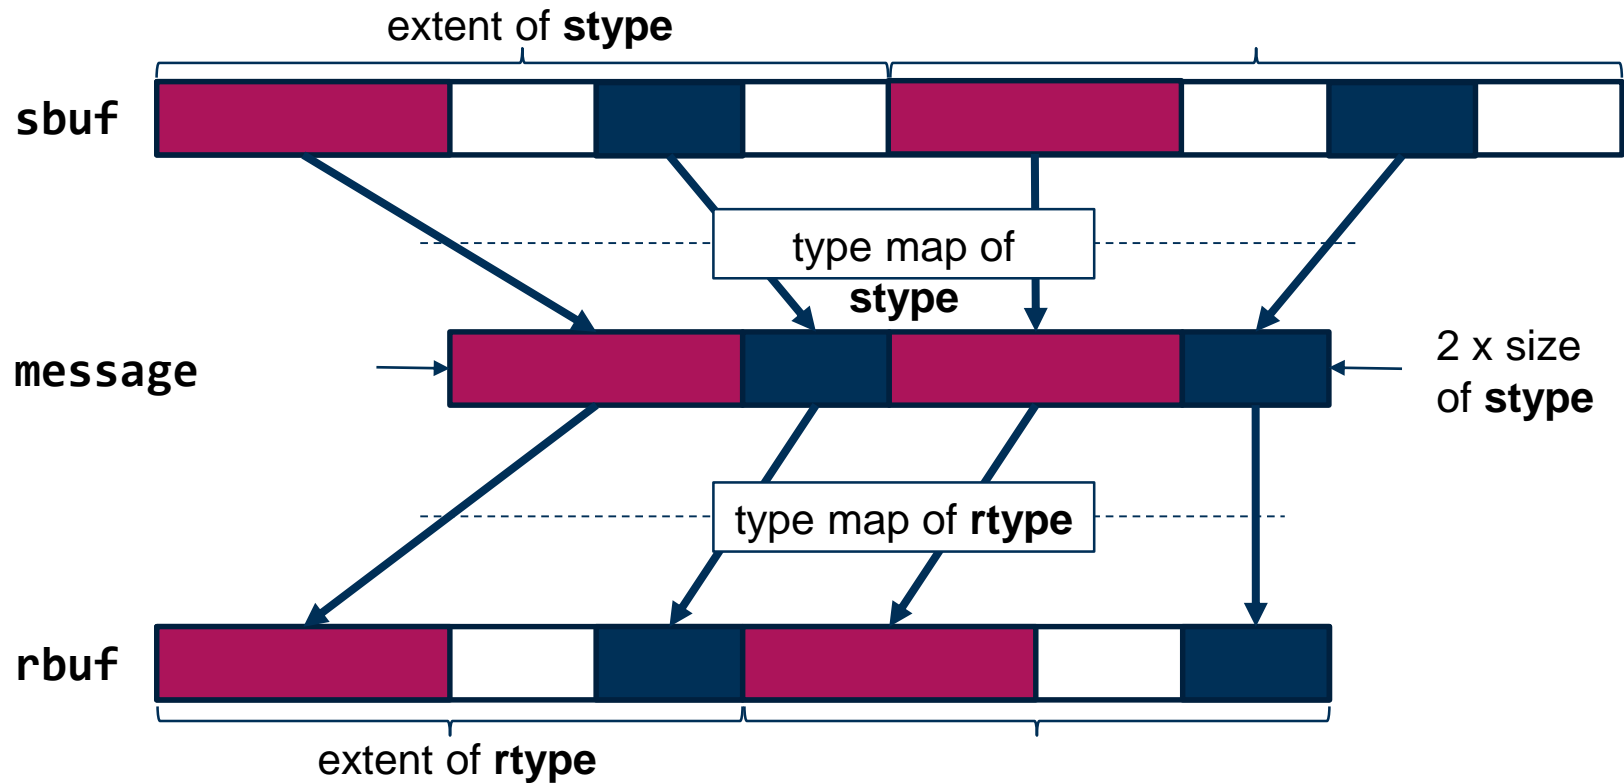 extent of stype
sbuf
type map of
stype
message
2 x size
of stype
type map of rtype
rbuf
extent of rtype